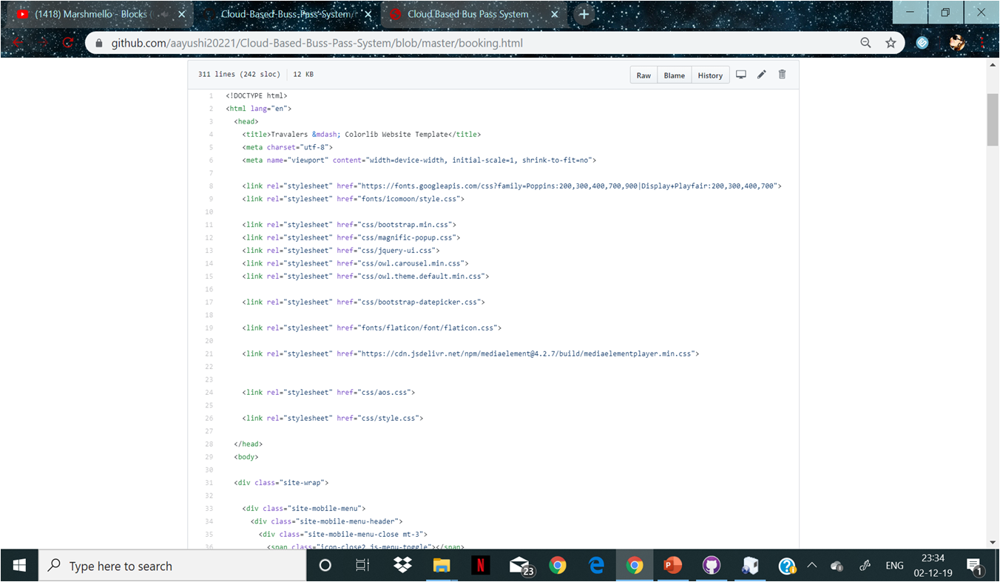 (1418) Marshmello - Blocks
Cloud-Based-Buss-Pass-System/
Cloud Based Bus Pass System
github.com/aayushi20221/Cloud-Based-Buss-Pass-System/blob/master/booking.html
311 lines (242 sloc) 12 KB
Raw Blame History
1 <!DOCTYPE html>
2 <html lang="en">
3 <head>
4 <title>Travalers &mdash; Colorlib Website Template</title>
5 <meta charset="utf-8">
6 <meta name="viewport" content="width=device-width, initial-scale=1, shrink-to-fit=no">
7
8 <link rel="stylesheet" href="https://fonts.googleapis.com/css?family=Poppins:200,300,400,700,900|Display+Playfair:200,300,400,700">
9 <link rel="stylesheet" href="fonts/icomoon/style.css">
10
11 <link rel="stylesheet" href="css/bootstrap.min.css">
12 <link rel="stylesheet" href="css/magnific-popup.css">
13 <link rel="stylesheet" href="css/jquery-ui.css">
14 <link rel="stylesheet" href="css/owl.carousel.min.css">
15 <link rel="stylesheet" href="css/owl.theme.default.min.css">
16
17 <link rel="stylesheet" href="css/bootstrap-datepicker.css">
18
19 <link rel="stylesheet" href="fonts/flaticon/font/flaticon.css">
20
21 <link rel="stylesheet" href="https://cdn.jsdelivr.net/npm/mediaelement@4.2.7/build/mediaelementplayer.min.css">
22
23
24 <link rel="stylesheet" href="css/aos.css">
25
26 <link rel="stylesheet" href="css/style.css">
27
28 </head>
29 <body>
30
31 <div class="site-wrap">
32
33 <div class="site-mobile-menu">
34 <div class="site-mobile-menu-header">
35 <div class="site-mobile-menu-close mt-3">
36 <span class="icon-close2 js-menu-toggle"></span>
Type here to search
N
23
P
ENG
23:34
02-12-19
1